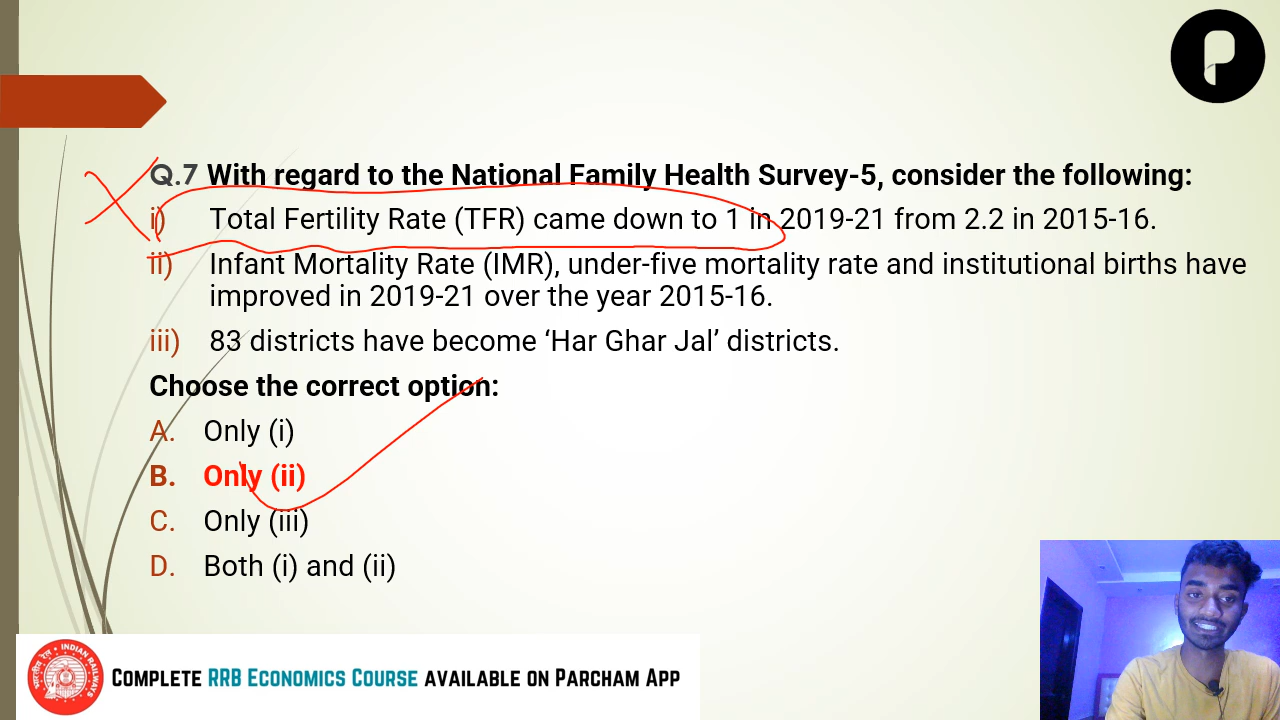 Q.7 With regard to the National Family Health Survey-5, consider the following:
i) Total Fertility Rate (TFR) came down to 1 in 2019-21 from 2.2 in 2015-16.
ii) Infant Mortality Rate (IMR), under-five mortality rate and institutional births have
improved in 2019-21 over the year 2015-16.
iii) 83 districts have become ‘Har Ghar Jal’ districts.
Choose the correct option:
A. Only (i)
B. Only (ii)
C. Only (iii)
D. Both (i) and (ii)
INDIAN RAILWAYS
COMPLETE RRB ECONOMICS COURSE AVAILABLE ON PARCHAM APP